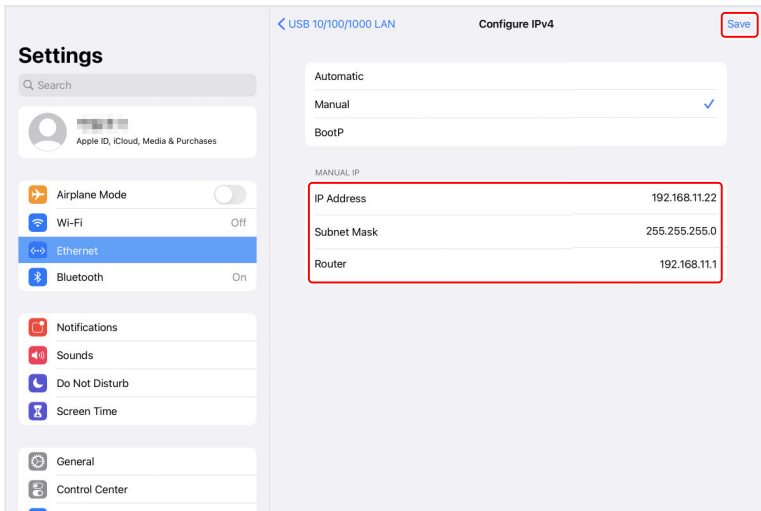 USB 10/100/1000 LAN
Configure IPv4
Save
Settings
Search
Apple ID, iCloud, Media & Purchases
Airplane Mode
Wi-Fi Off
Ethernet
Bluetooth On
Notifications
Sounds
Do Not Disturb
Screen Time
General
Control Center
Automatic
Manual
BootP
MANUAL IP
IP Address 192.168.11.22
Subnet Mask 255.255.255.0
Router 192.168.11.1